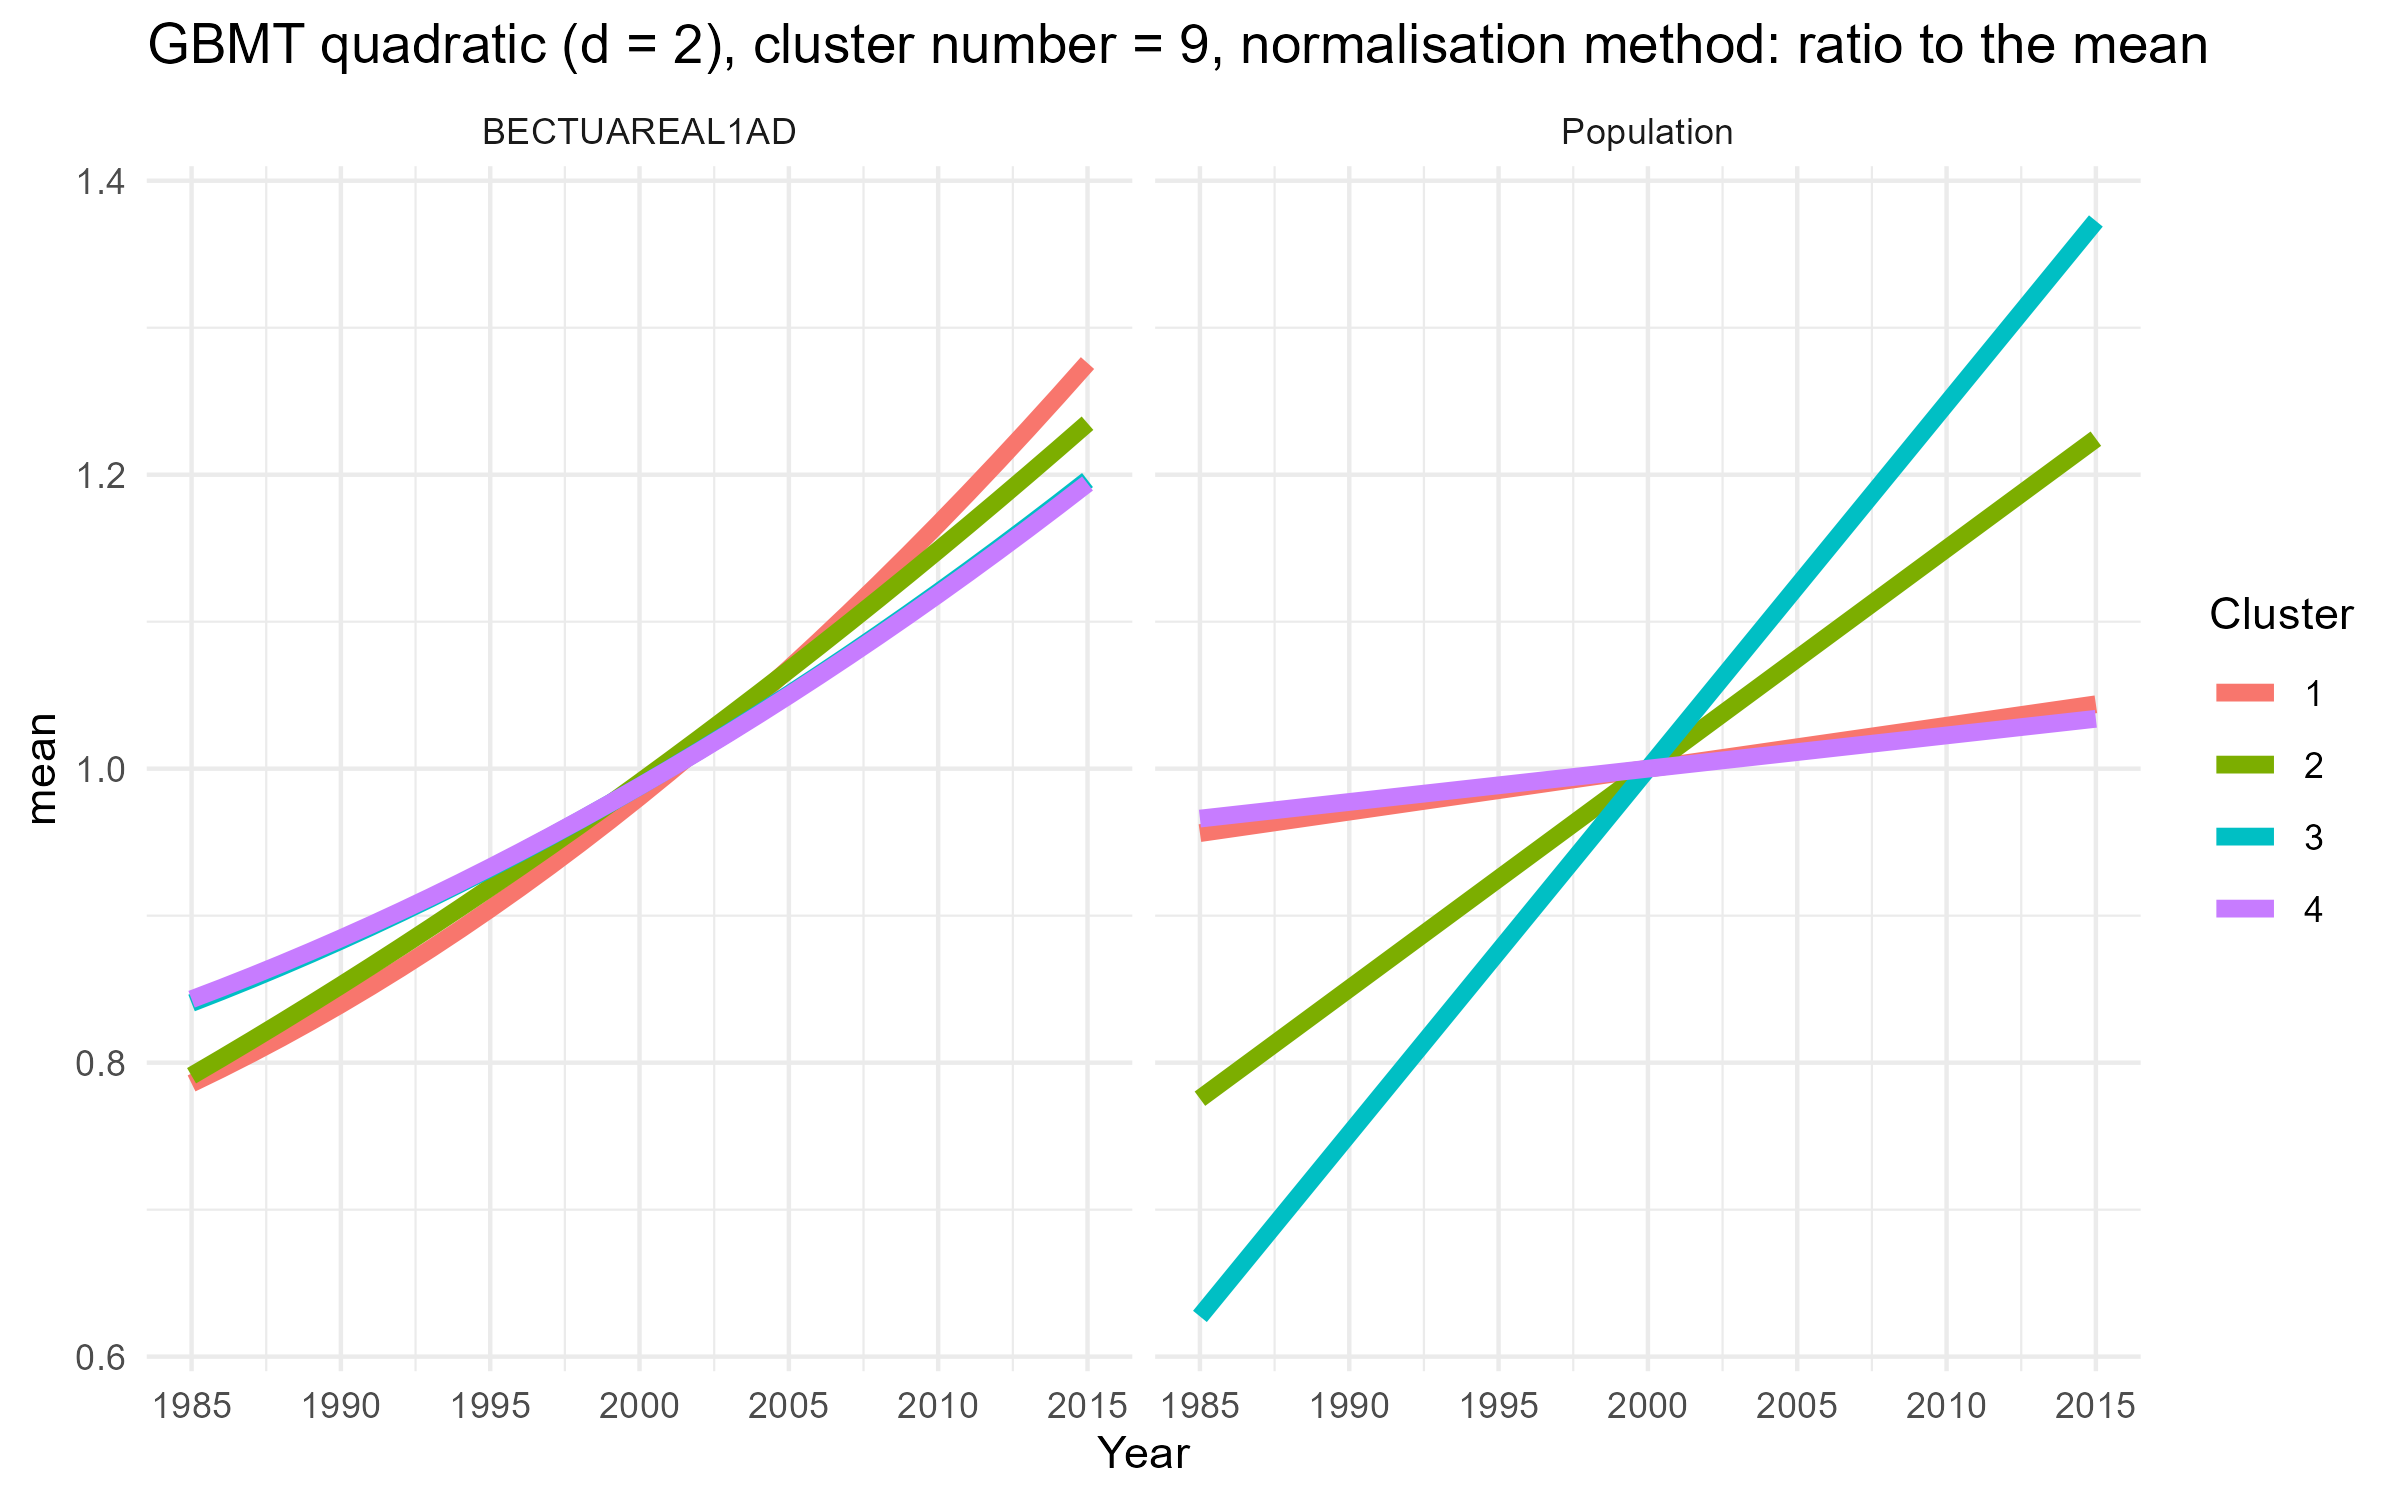 GBMT quadratic (d = 2), cluster number = 9, normalisation method: ratio to the mean
BECTUAREAL1AD
Population
1.4
1.2
1.0
0.8
0.6
mean
1985 1990 1995 2000 2005 2010 2015
1985 1990 1995 2000 2005 2010 2015
Year
Cluster
1
2
3
4